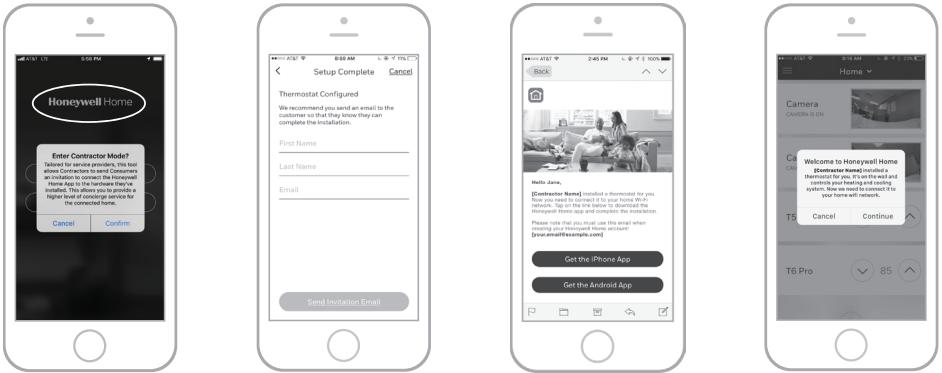 AT&T LTE 5:56 PM
Honeywell Home
Enter Contractor Mode?
Tailored for service providers, this tool
allows Contractors to send Consumers
an invitation to connect the Honeywell
Home App to the hardware they've
installed. This allows you to provide a
higher level of concierge service for
the connected home.
Cancel Confirm
AT&T 8:59 AM 11%
Setup Complete Cancel
Thermostat Configured
We recommend you send an email to the
customer so that they know they can
complete the installation.
First Name
Last Name
Email
Send Invitation Email
AT&T 2:45 PM 100%
Back
Hello Jane,
[Contractor Name] installed a thermostat for you.
Now you need to connect it to your home Wi-Fi
network. Tap on the link below to download the
Honeywell Home app and complete the installation.
Please note that you must use this email when
creating your Honeywell Home account:
[your.email@example.com]
Get the iPhone App
Get the Android App
AT&T 9:16 AM 23%
Home
Camera
CAMERA IS ON
Ca
Welcome to Honeywell Home
[Contractor Name] installed a
thermostat for you. It's on the wall and
controls your heating and cooling
system. Now we need to connect it to
your home wifi network.
Cancel Continue
T5
T6 Pro 85